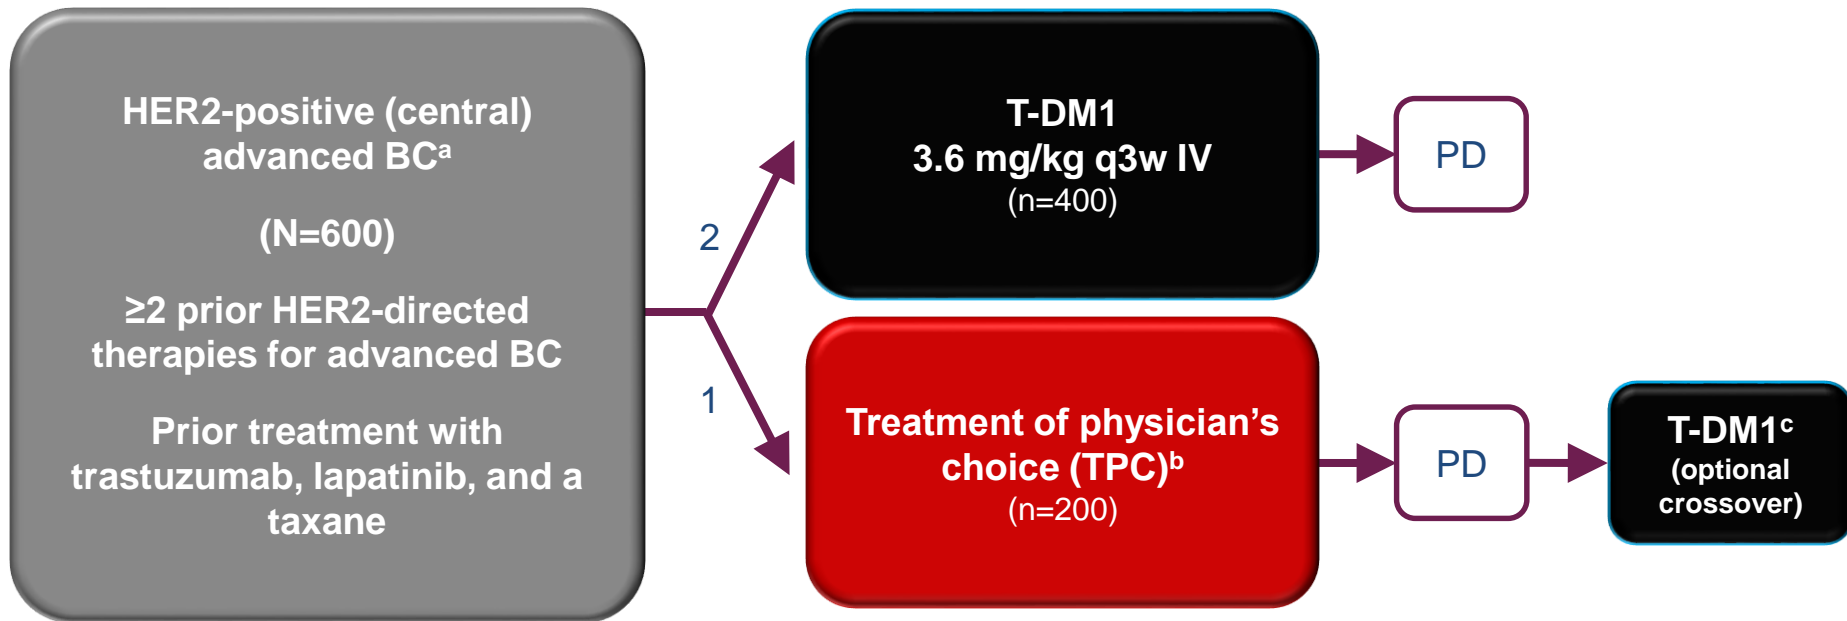 HER2-positive (central)
advanced BCᵃ
(N=600)
≥2 prior HER2-directed
therapies for advanced BC
Prior treatment with
trastuzumab, lapatinib, and a
taxane
2
1
T-DM1
3.6 mg/kg q3w IV
(n=400)
PD
Treatment of physician’s
choice (TPC)ᵇ
(n=200)
PD
T-DM1ᶜ
(optional
crossover)